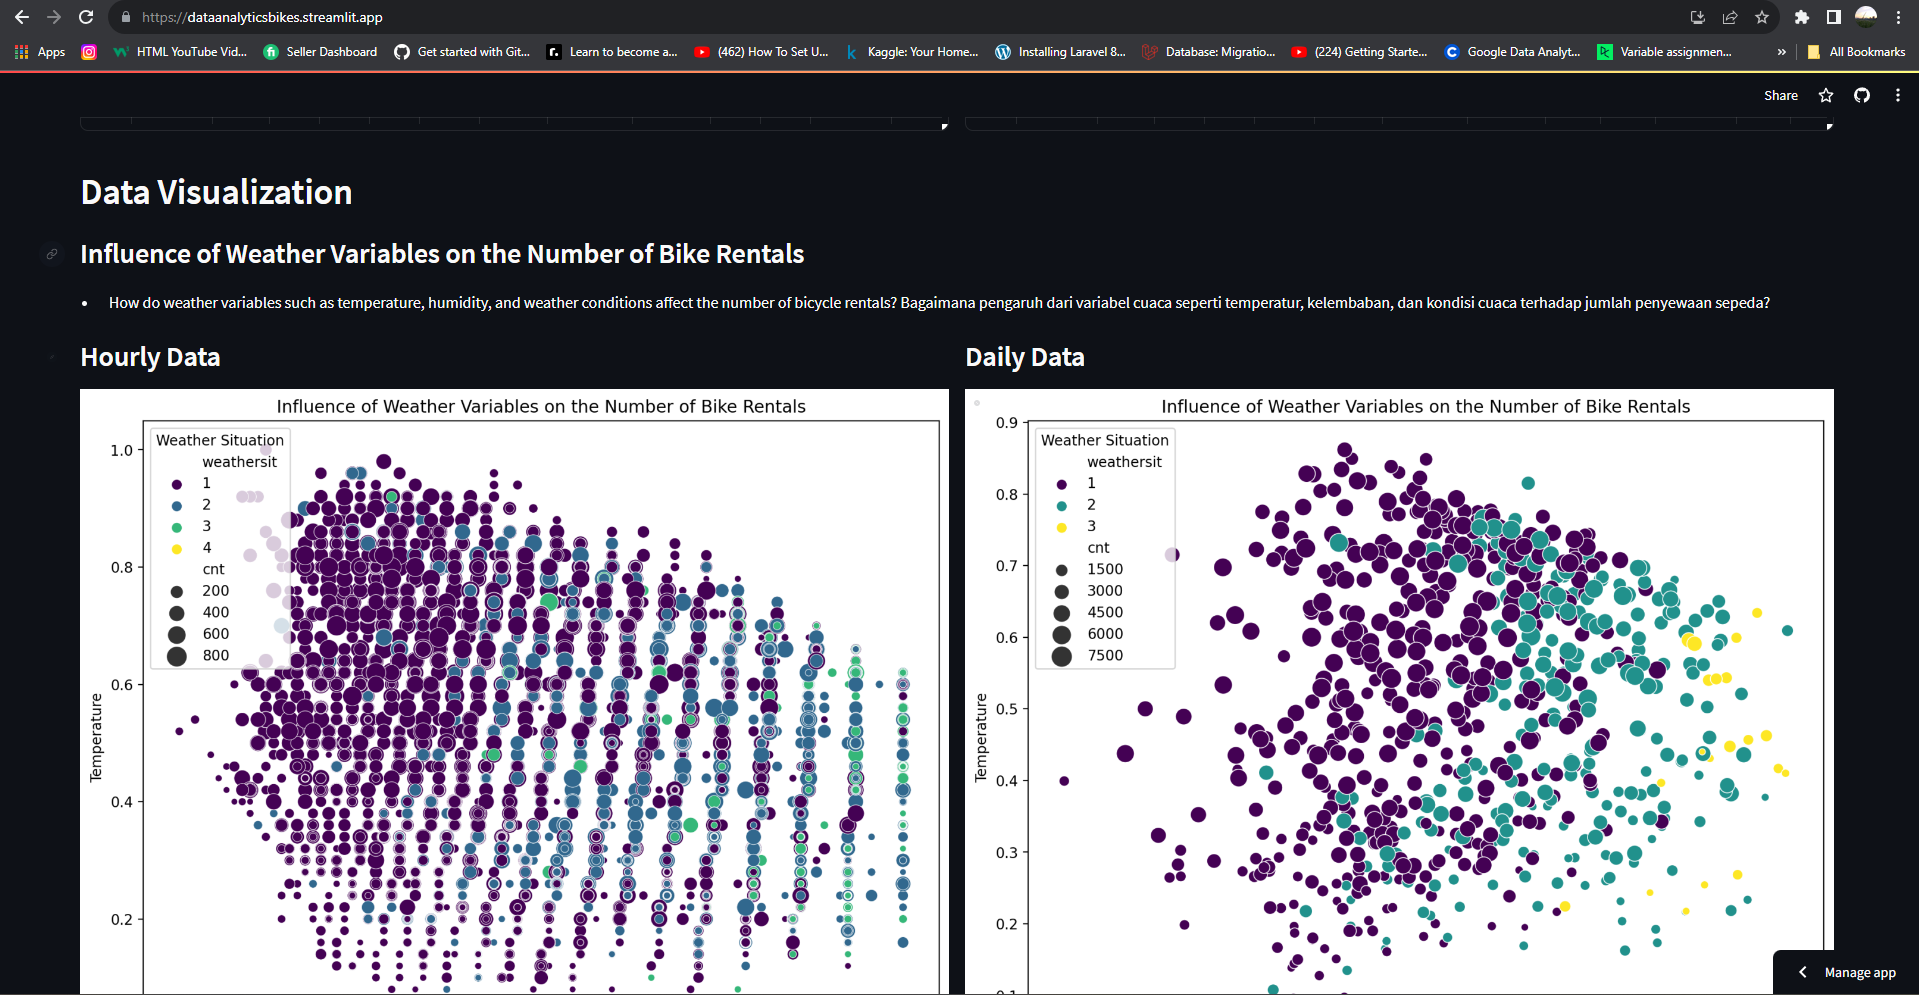 https://dataanalyticsbikes.streamlit.app
Apps
HTML YouTube Vid...
Seller Dashboard
Get started with Git...
Learn to become a...
(462) How To Set U...
Kaggle: Your Home...
Installing Laravel 8...
Database: Migratio...
(224) Getting Starte...
Google Data Analyt...
Variable assignmen...
»
All Bookmarks
Share
Data Visualization
Influence of Weather Variables on the Number of Bike Rentals
• How do weather variables such as temperature, humidity, and weather conditions affect the number of bicycle rentals? Bagaimana pengaruh dari variabel cuaca seperti temperatur, kelembaban, dan kondisi cuaca terhadap jumlah penyewaan sepeda?
Hourly Data
Influence of Weather Variables on the Number of Bike Rentals
Weather Situation
weathersit
1
2
3
4
cnt
200
400
600
800
1.0
0.8
0.6
0.4
0.2
Temperature
Daily Data
Influence of Weather Variables on the Number of Bike Rentals
Weather Situation
weathersit
1
2
3
cnt
1500
3000
4500
6000
7500
0.9
0.8
0.7
0.6
0.5
0.4
0.3
0.2
0.1
Temperature
Manage app